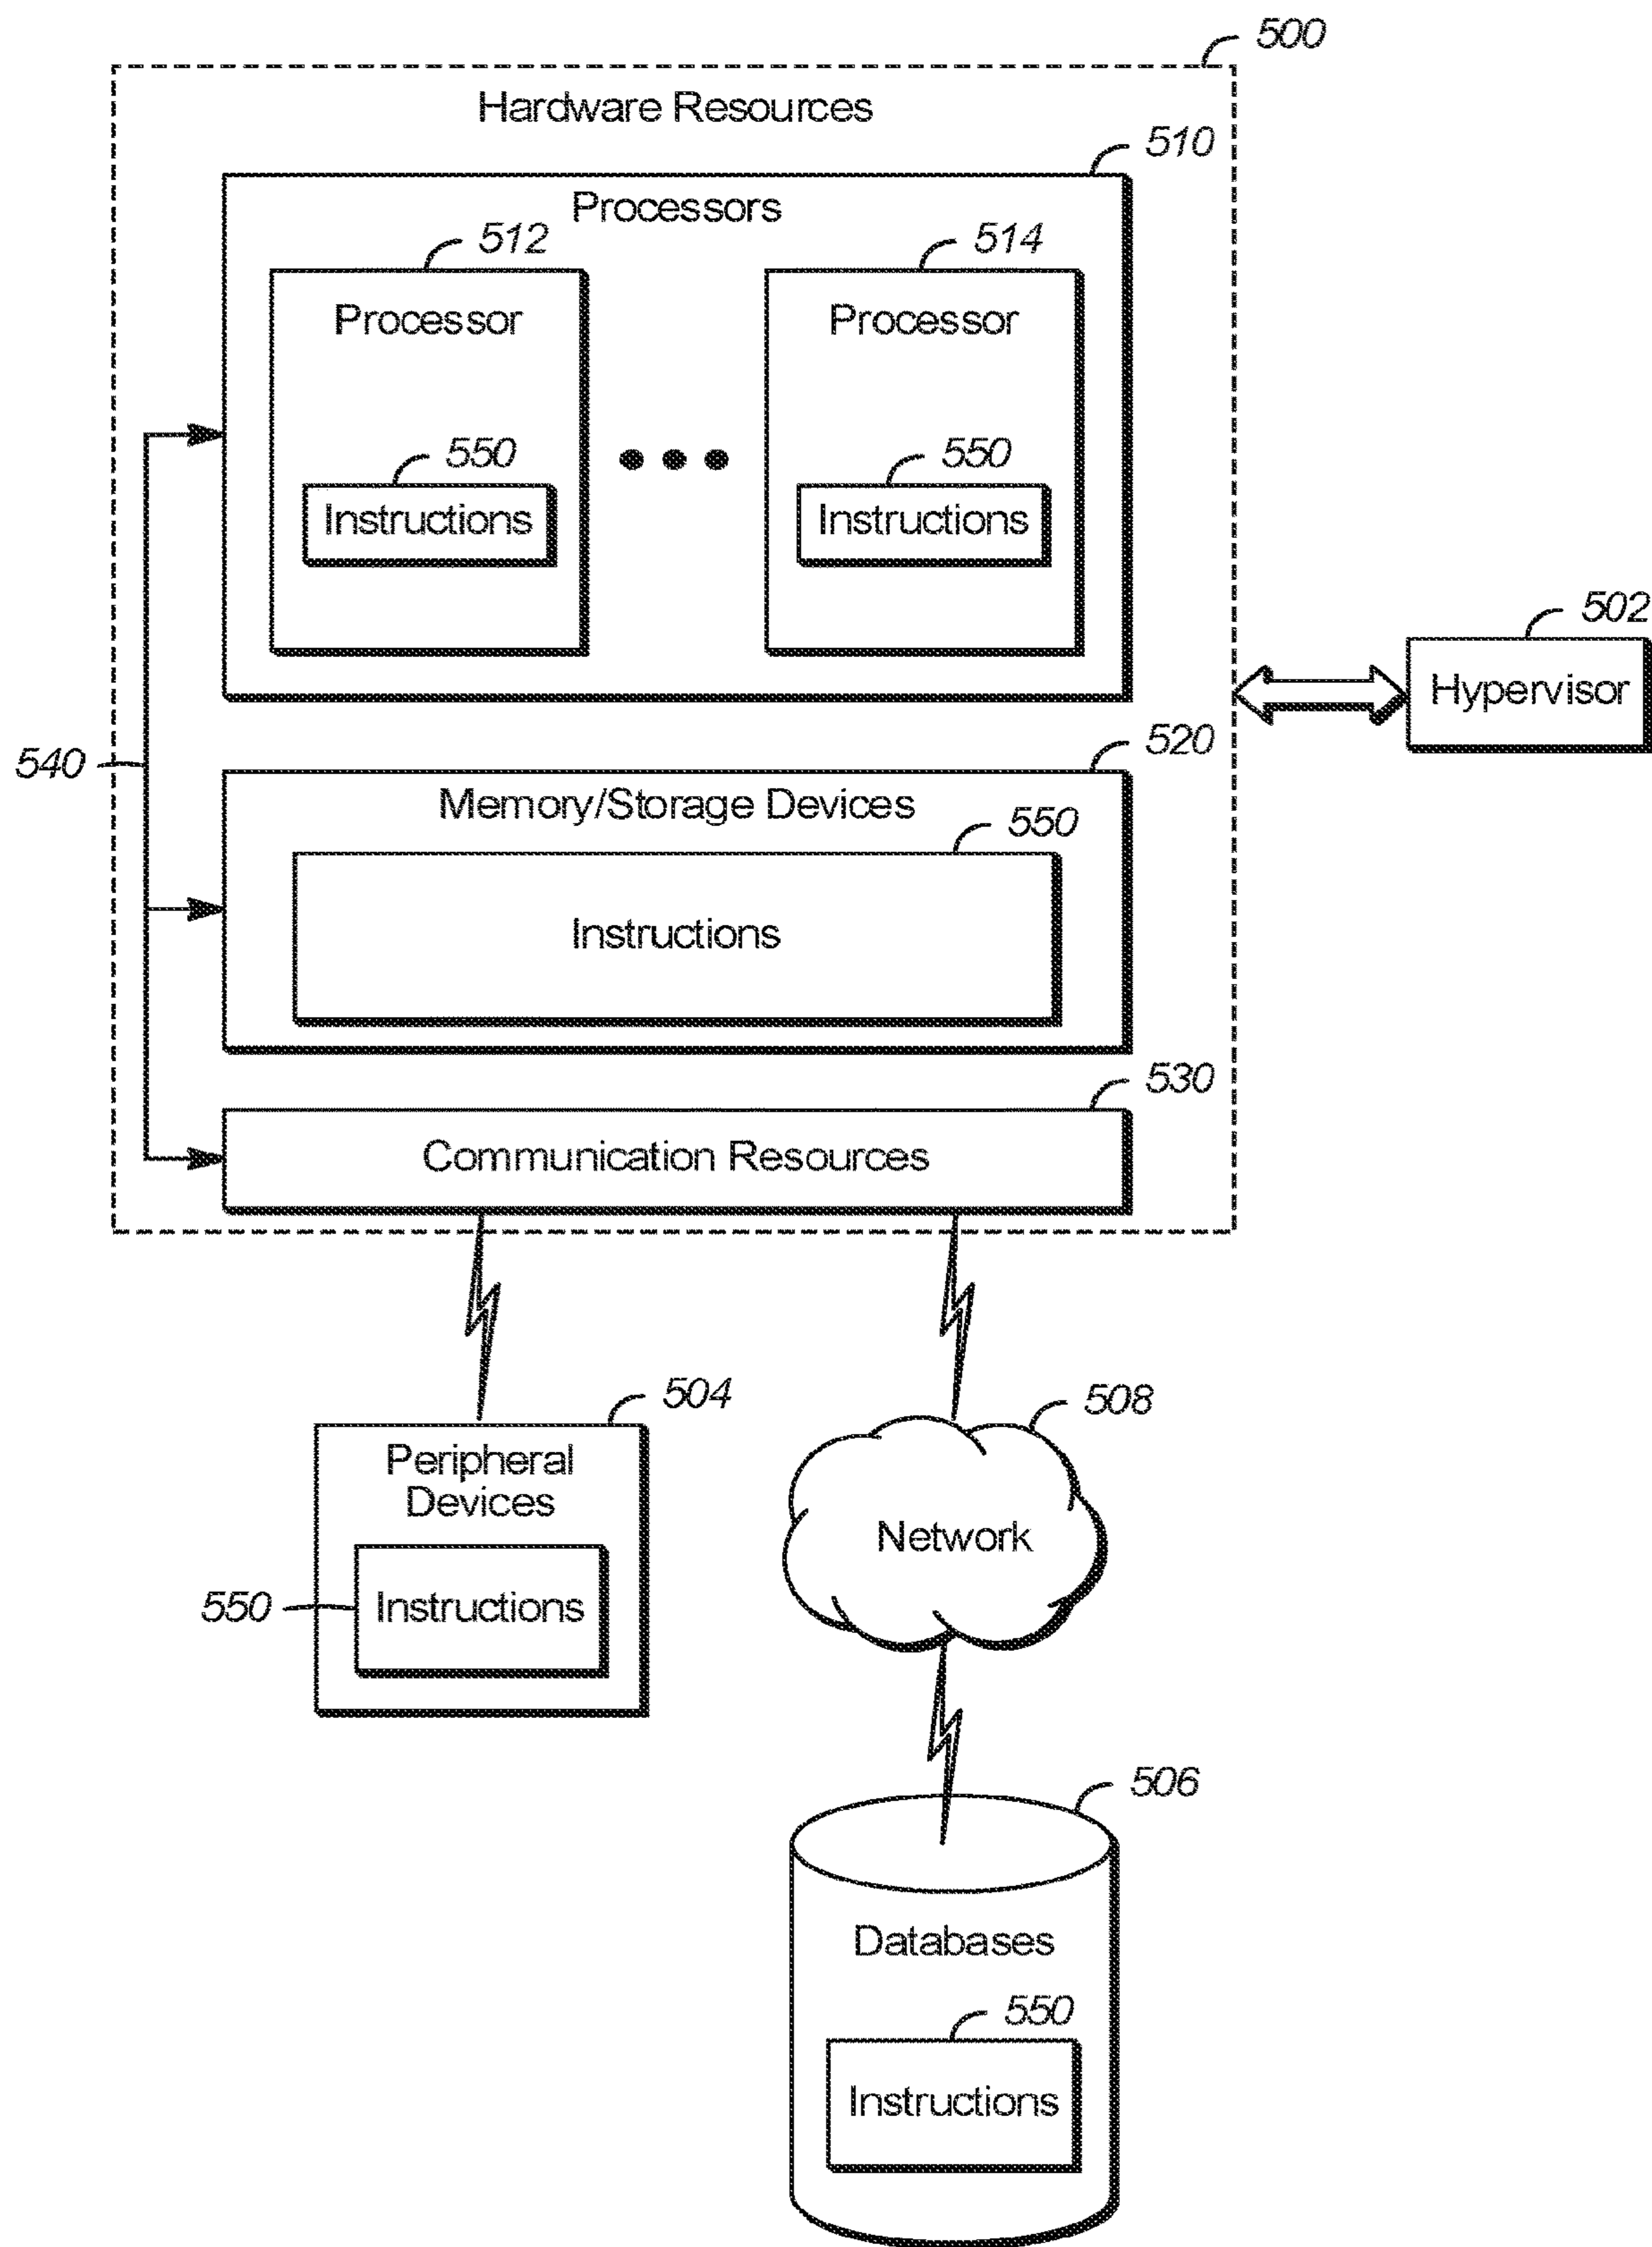 500
Hardware Resources
510
Processors
512
514
Processor
Processor
550
550
Instructions
Instructions
502
Hypervisor
540
520
Memory/Storage Devices
550
Instructions
530
Communication Resources
504
508
Peripheral
Devices
Network
550
Instructions
506
Databases
550
Instructions